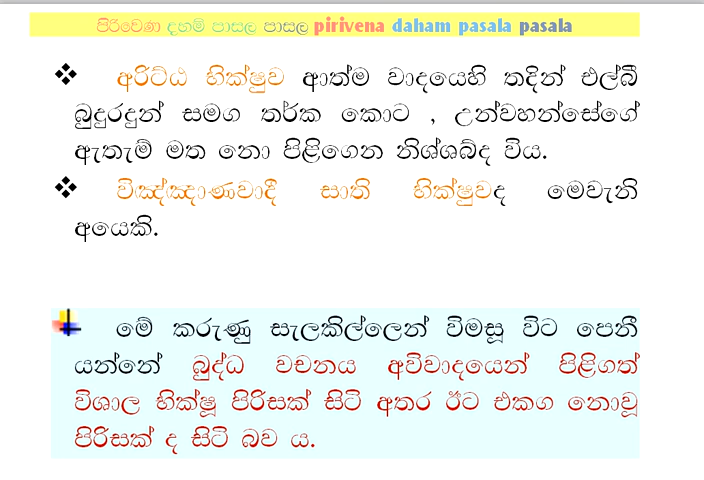 පිරිවෙණ දහම් පාසල පාසල pirivena daham pasala pasala
අරිට්ඨ භික්ෂුව ආත්ම වාදයෙහි තදින් එල්බී
බුදුරදුන් සමග තර්ක කොට , උන්වහන්සේගේ
ඇතැම් මත නො පිළිගෙන නිශ්ශබ්ද විය.
විඤ්ඤාණවාදී සාති භික්ෂුවද මෙවැනි
අයෙකි.
මේ කරුණු සැලකිල්ලෙන් විමසූ විට පෙනී
යන්නේ බුද්ධ වචනය අවිවාදයෙන් පිළිගත්
විශාල භික්ෂූ පිරිසක් සිටි අතර ඊට එකග නොවූ
පිරිසක් ද සිටි බව ය.